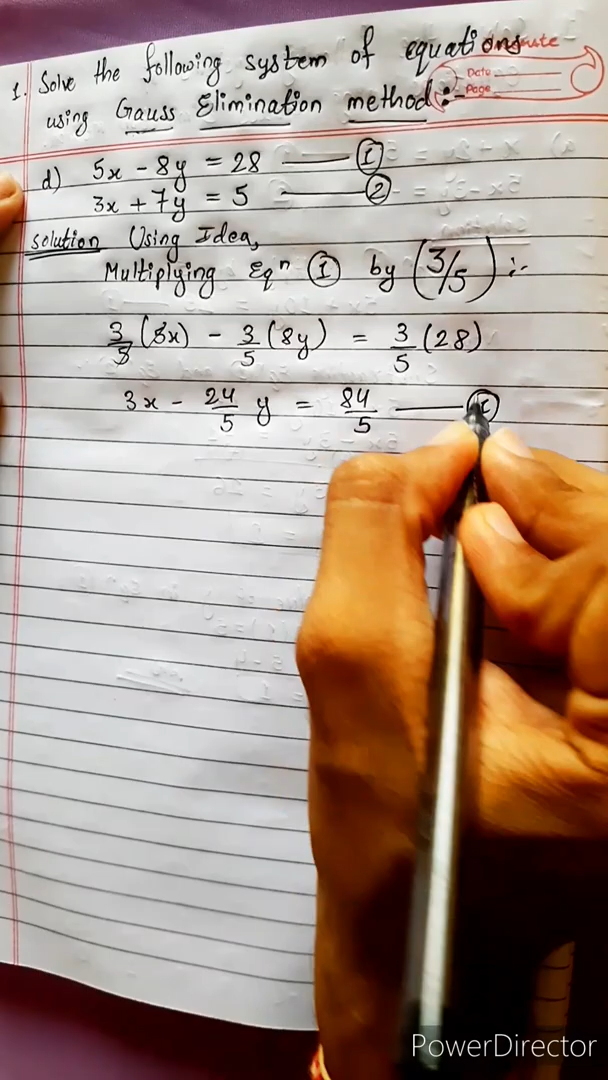 1. Solve the following system of equations
using Gauss Elimination method :-
Date
Page
d) 5x - 8y = 28 —— ①
3x + 7y = 5 —— ②
solution Using Idea,
Multiplying Eqⁿ ① by (3/5) :-
3/5 (5x) - 3/5 (8y) = 3/5 (28)
3x - 24/5 y = 84/5 ——
PowerDirector